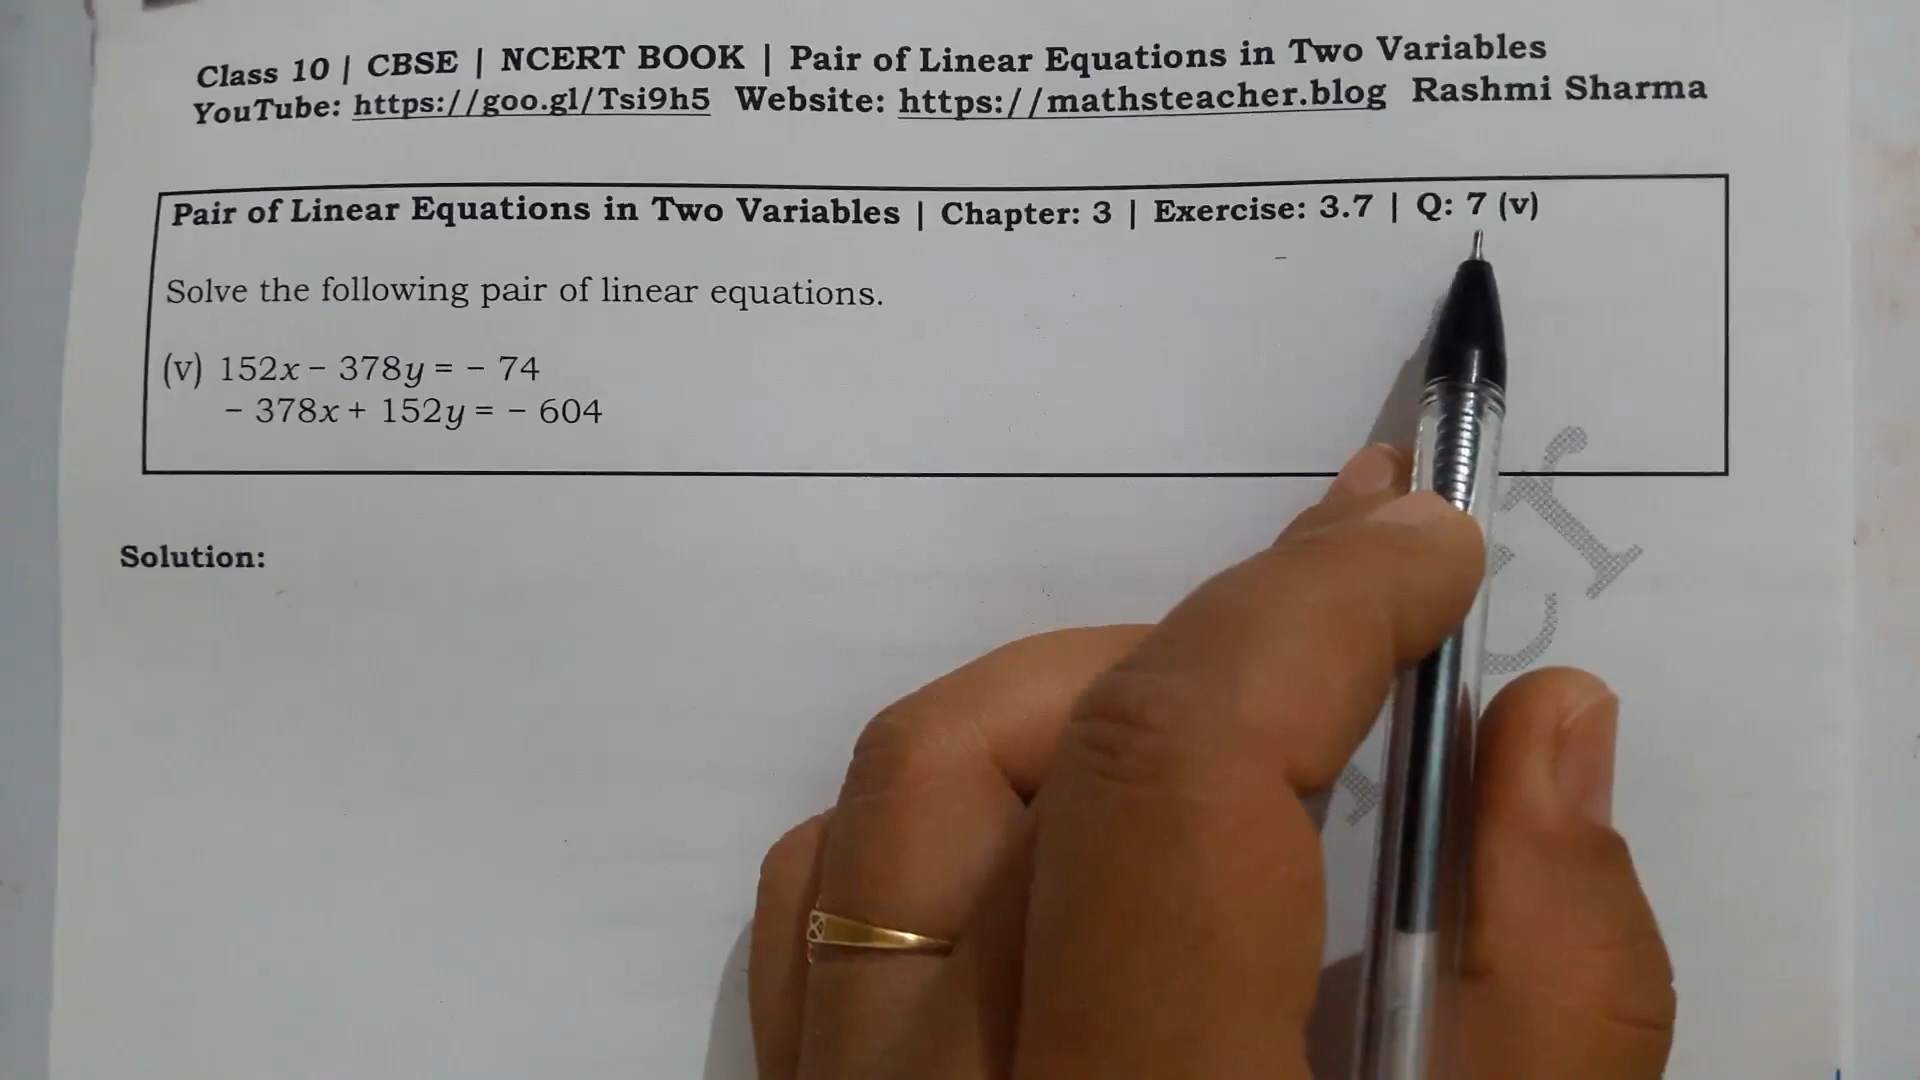 Class 10 | CBSE | NCERT BOOK | Pair of Linear Equations in Two Variables
YouTube: https://goo.gl/Tsi9h5 Website: https://mathsteacher.blog Rashmi Sharma
Pair of Linear Equations in Two Variables | Chapter: 3 | Exercise: 3.7 | Q: 7 (v)
Solve the following pair of linear equations.
(v) 152x – 378y = – 74
– 378x + 152y = – 604
Solution: